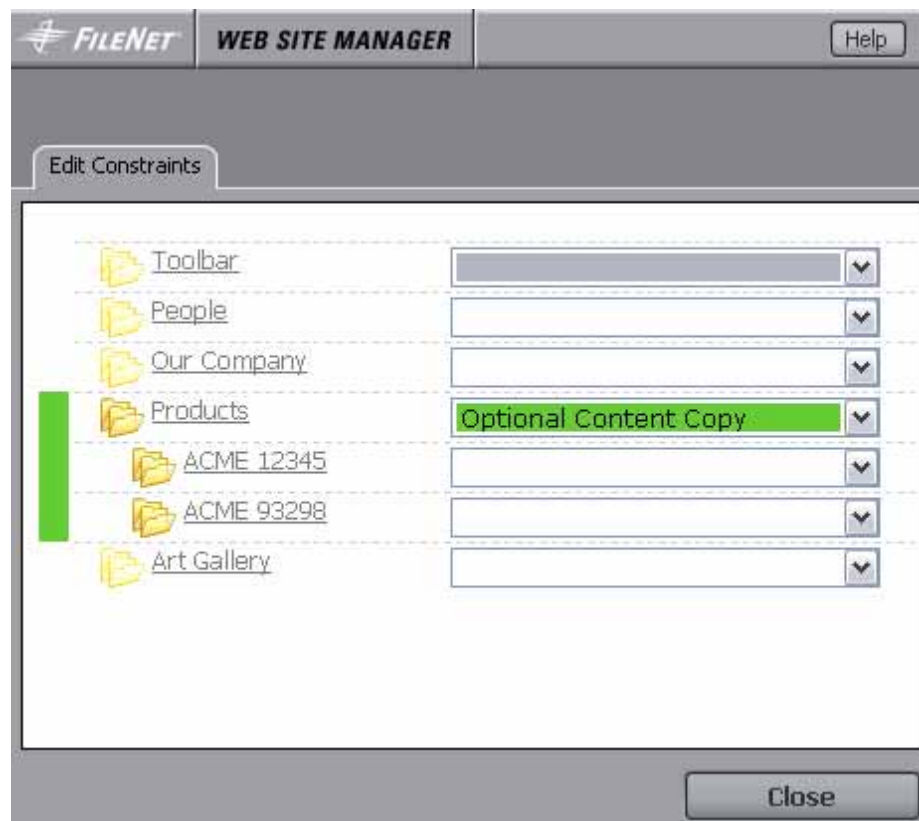 FILENET WEB SITE MANAGER Help
Edit Constraints
Toolbar
People
Our Company
Products Optional Content Copy
ACME 12345
ACME 93298
Art Gallery
Close